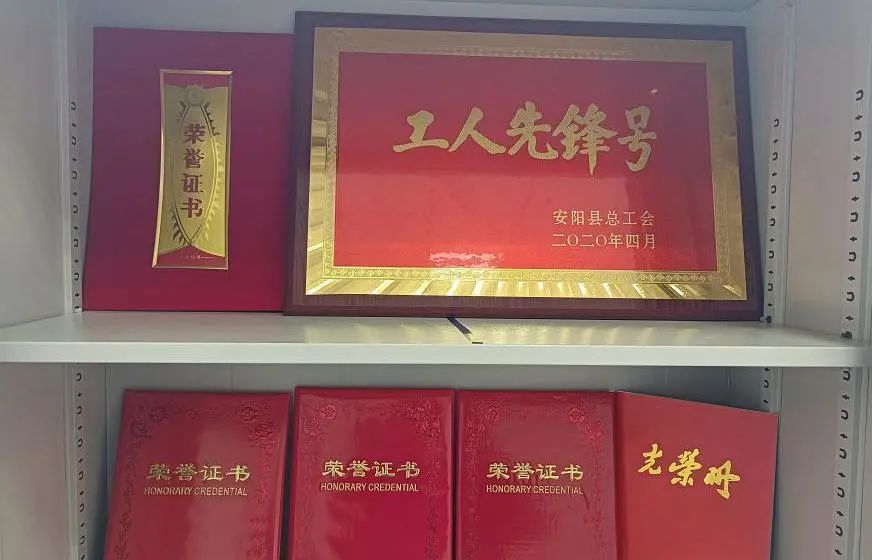 荣誉证书
工人先锋号
安阳县总工会
二〇二〇年四月
荣誉证书
HONORARY CREDENTIAL
荣誉证书
HONORARY CREDENTIAL
荣誉证书
HONORARY CREDENTIAL
光榮册